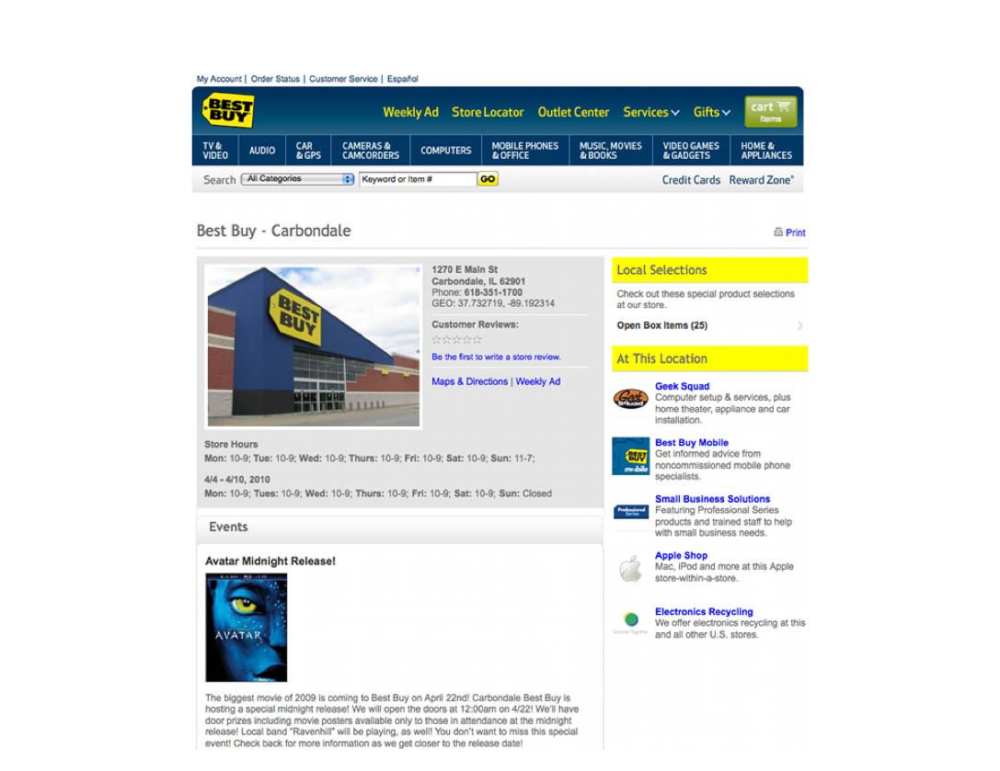 My Account | Order Status | Customer Service | Español
BEST BUY
Weekly Ad Store Locator Outlet Center Services Gifts
cart
Items
TV & VIDEO
AUDIO
CAR & GPS
CAMERAS & CAMCORDERS
COMPUTERS
MOBILE PHONES & OFFICE
MUSIC, MOVIES & BOOKS
VIDEO GAMES & GADGETS
HOME & APPLIANCES
Search All Categories Keyword or Item # GO
Credit Cards Reward Zone®
Best Buy - Carbondale
Print
BEST BUY
1270 E Main St
Carbondale, IL 62901
Phone: 618-351-1700
GEO: 37.732719, -89.192314
Customer Reviews:
Be the first to write a store review.
Maps & Directions | Weekly Ad
Store Hours
Mon: 10-9; Tue: 10-9; Wed: 10-9; Thurs: 10-9; Fri: 10-9; Sat: 10-9; Sun: 11-7;
4/4 - 4/10, 2010
Mon: 10-9; Tues: 10-9; Wed: 10-9; Thurs: 10-9; Fri: 10-9; Sat: 10-9; Sun: Closed
Events
Avatar Midnight Release!
AVATAR
The biggest movie of 2009 is coming to Best Buy on April 22nd! Carbondale Best Buy is
hosting a special midnight release! We will open the doors at 12:00am on 4/22! We'll have
door prizes including movie posters available only to those in attendance at the midnight
release! Local band "Ravenhill" will be playing, as well! You don't want to miss this special
event! Check back for more information as we get closer to the release date!
Local Selections
Check out these special product selections
at our store.
Open Box Items (25)
At This Location
Geek Squad
Geek Squad
Computer setup & services, plus
home theater, appliance and car
installation.
BEST BUY mobile
Best Buy Mobile
Get informed advice from
noncommissioned mobile phone
specialists.
Professional Series
Small Business Solutions
Featuring Professional Series
products and trained staff to help
with small business needs.
Apple Shop
Mac, iPod and more at this Apple
store-within-a-store.
Greener Together
Electronics Recycling
We offer electronics recycling at this
and all other U.S. stores.